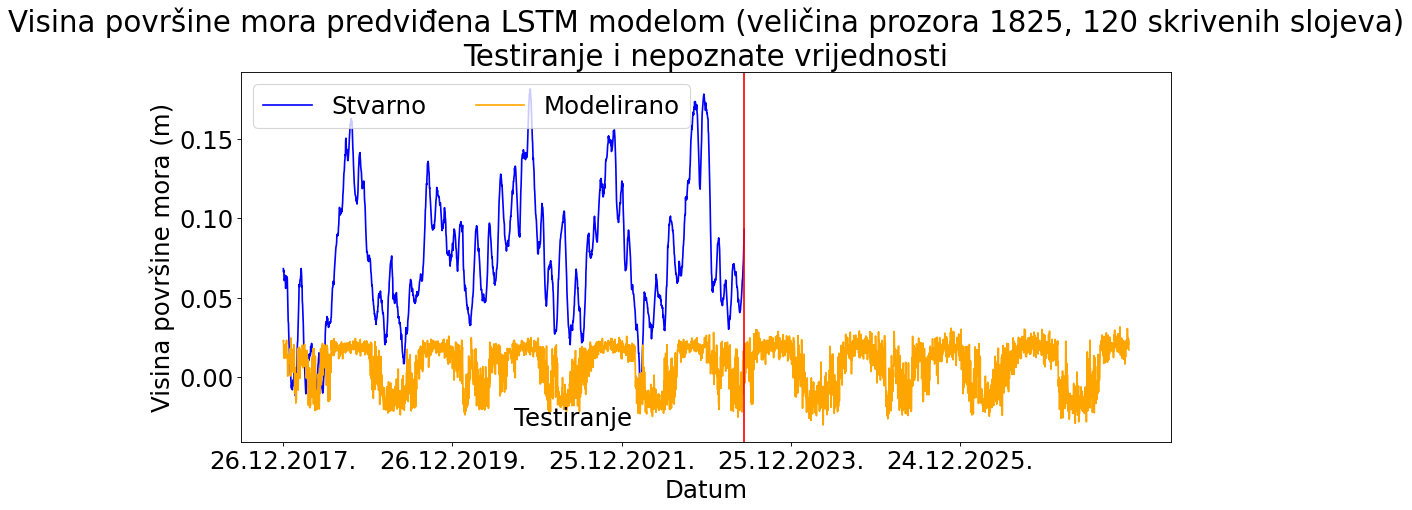 Visina površine mora predviđena LSTM modelom (veličina prozora 1825, 120 skrivenih slojeva)
Testiranje i nepoznate vrijednosti
Stvarno Modelirano
Visina površine mora (m)
0.15
0.10
0.05
0.00
Testiranje
26.12.2017. 26.12.2019. 25.12.2021. 25.12.2023. 24.12.2025.
Datum